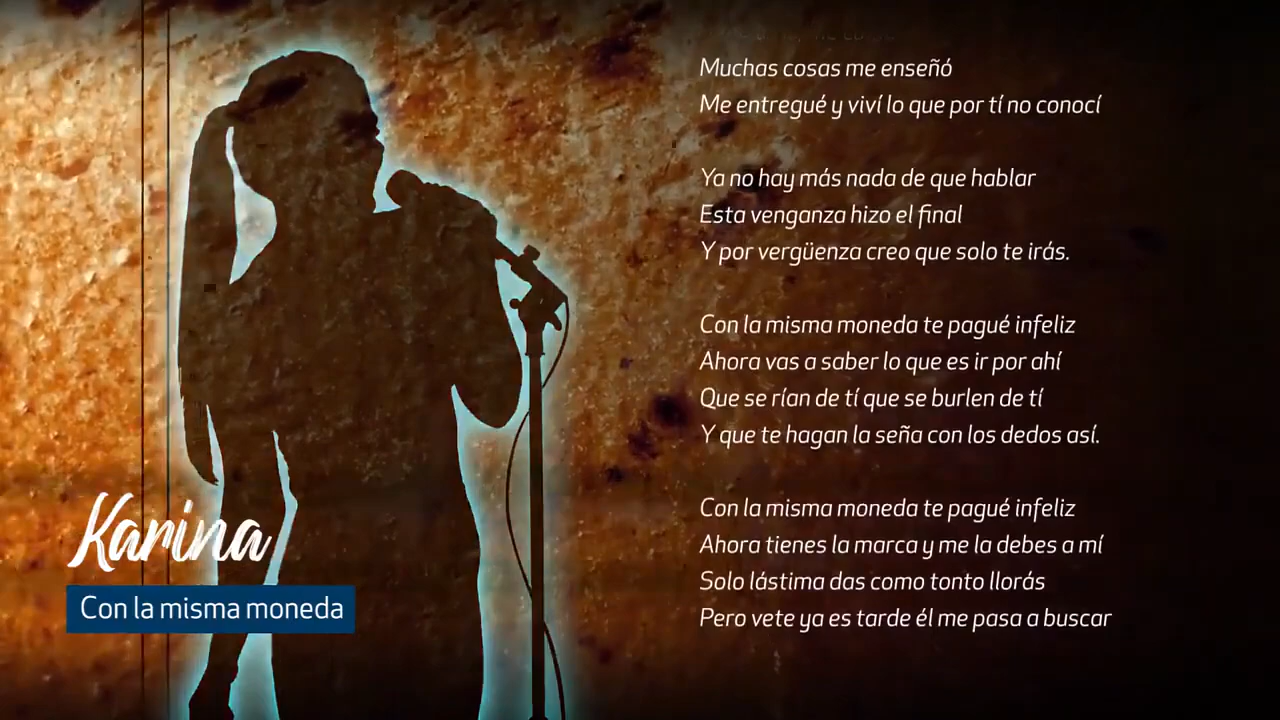 Muchas cosas me enseñó
Me entregué y viví lo que por tí no conocí
Ya no hay más nada de que hablar
Esta venganza hizo el final
Y por vergüenza creo que solo te irás.
Con la misma moneda te pagué infeliz
Ahora vas a saber lo que es ir por ahí
Que se rían de tí que se burlen de tí
Y que te hagan la seña con los dedos así.
Con la misma moneda te pagué infeliz
Ahora tienes la marca y me la debes a mí
Solo lástima das como tonto llorás
Pero vete ya es tarde él me pasa a buscar
Karina
Con la misma moneda